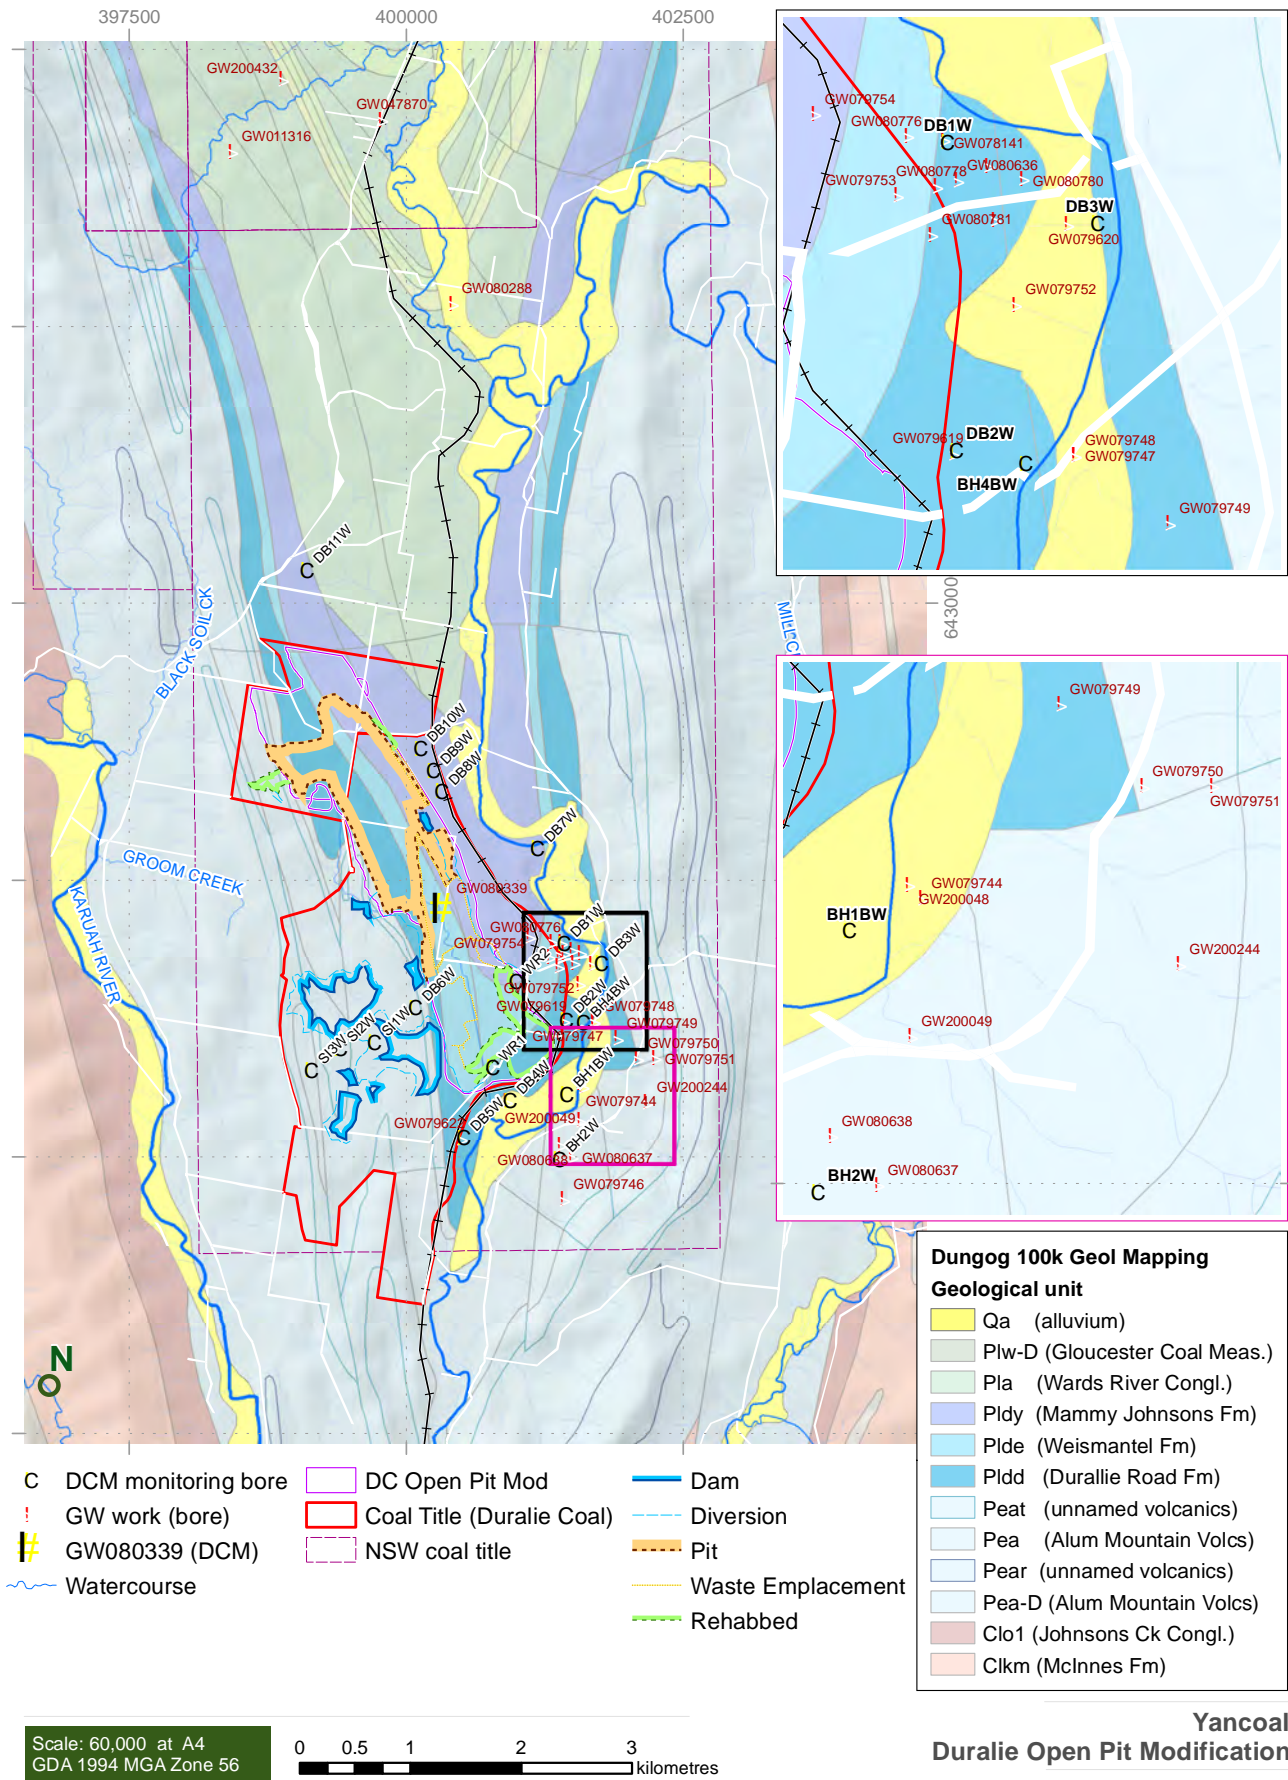 397500
400000
402500
GW200432
GW047870
GW011316
GW080288
DB11W
BLACK SOIL CK
MILL C
643000
DB10W
DB9W
DB8W
DB7W
GROOM CREEK
KARUAH RIVER
GW080339
GW080776
GW079754
DB1W
DB3W
WR2
DB6W
GW079752
GW079619
DB2W
BH4BW
GW079748
GW079749
GW079747
GW079750
GW079751
SI1W
SI2W
SI3W
WR1
DB4W
BH1BW
GW200244
GW079744
GW200049
DB5W
BH2W
GW080638
GW080637
GW079746
N
GW079754
GW080776
DB1W
GW078141
GW080778
GW080636
GW079753
GW080780
DB3W
GW080781
GW079620
GW079752
GW079619
DB2W
GW079748
GW079747
BH4BW
GW079749
GW079749
GW079750
GW079751
GW079744
GW200048
BH1BW
GW200244
GW200049
GW080638
BH2W
GW080637
Dungog 100k Geol Mapping
Geological unit
Qa (alluvium)
Plw-D (Gloucester Coal Meas.)
Pla (Wards River Congl.)
Pldy (Mammy Johnsons Fm)
Plde (Weismantel Fm)
Pldd (Durallie Road Fm)
Peat (unnamed volcanics)
Pea (Alum Mountain Volcs)
Pear (unnamed volcanics)
Pea-D (Alum Mountain Volcs)
Clo1 (Johnsons Ck Congl.)
Clkm (McInnes Fm)
C DCM monitoring bore
GW work (bore)
GW080339 (DCM)
Watercourse
DC Open Pit Mod
Coal Title (Duralie Coal)
NSW coal title
Dam
Diversion
Pit
Waste Emplacement
Rehabbed
Scale: 60,000 at A4
GDA 1994 MGA Zone 56
0 0.5 1 2 3
kilometres
Yancoal
Duralie Open Pit Modification